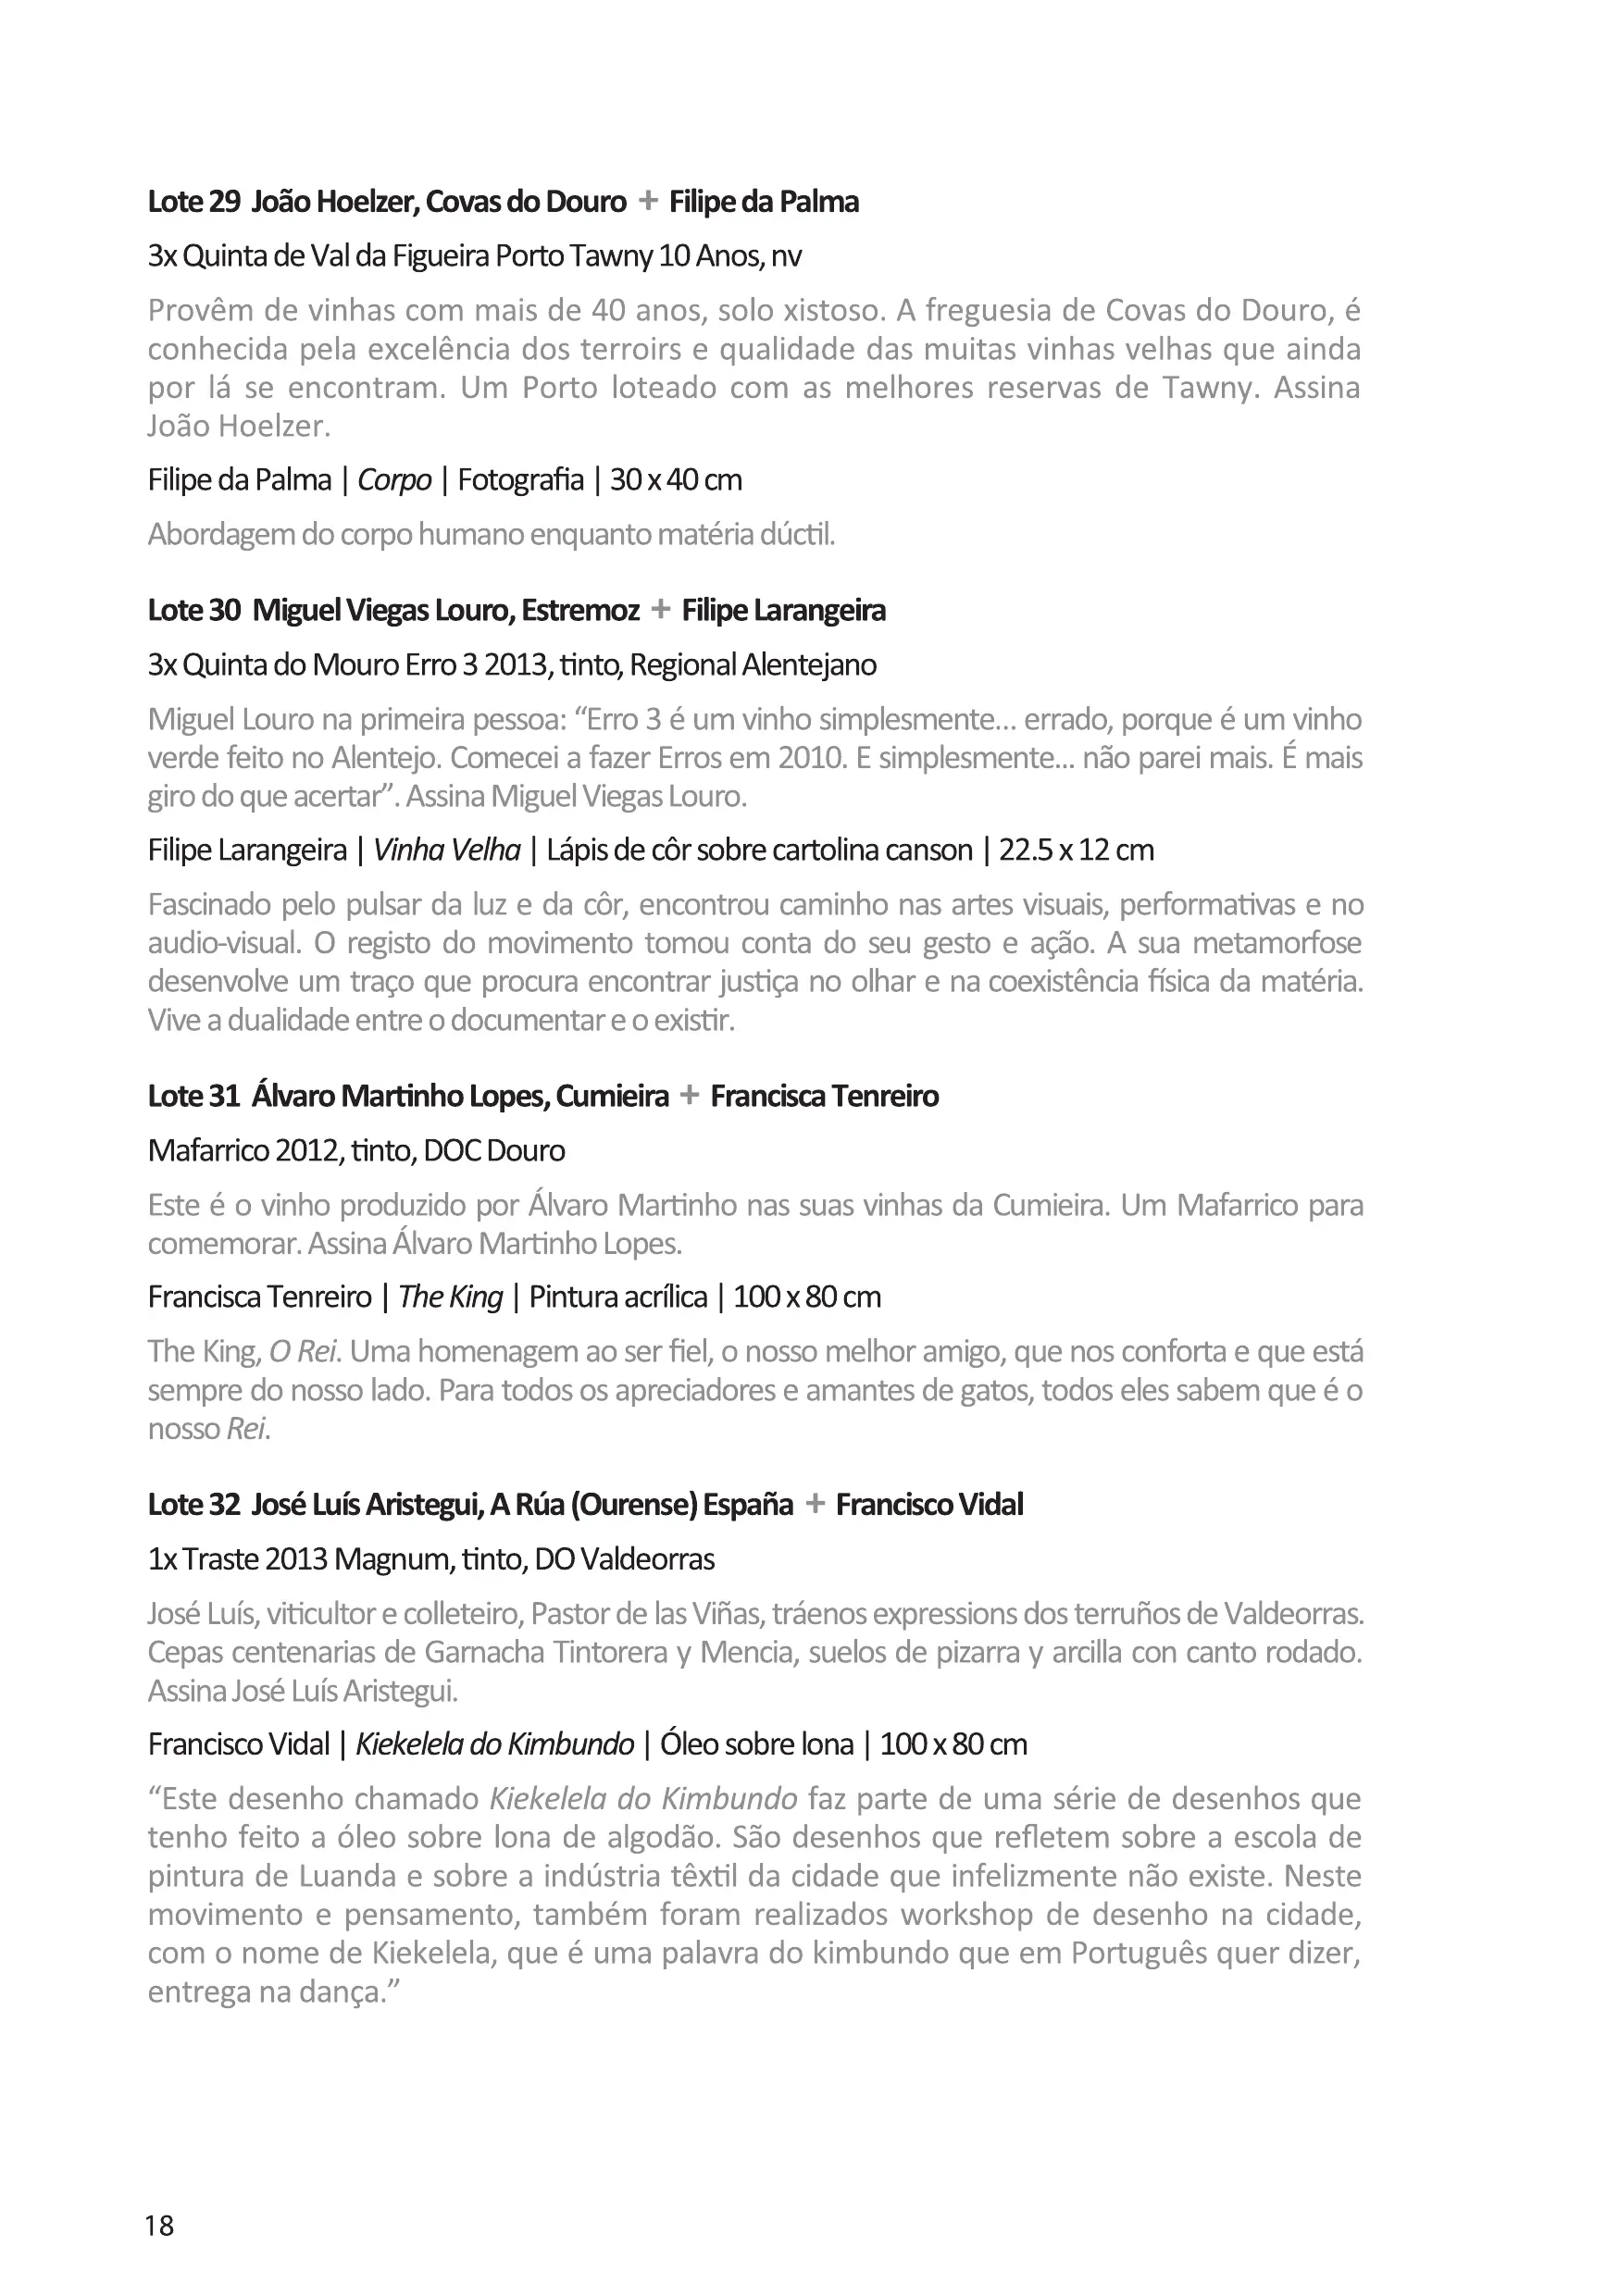 Lote 29 João Hoelzer, Covas do Douro + Filipe da Palma
3x Quinta de Val da Figueira Porto Tawny 10 Anos, nv
Provêm de vinhas com mais de 40 anos, solo xistoso. A freguesia de Covas do Douro, é
conhecida pela excelência dos terroirs e qualidade das muitas vinhas velhas que ainda
por lá se encontram. Um Porto loteado com as melhores reservas de Tawny. Assina
João Hoelzer.
Filipe da Palma | Corpo | Fotografia | 30 x 40 cm
Abordagem do corpo humano enquanto matéria dúctil.
Lote 30 Miguel Viegas Louro, Estremoz + Filipe Larangeira
3x Quinta do Mouro Erro 3 2013, tinto, Regional Alentejano
Miguel Louro na primeira pessoa: “Erro 3 é um vinho simplesmente... errado, porque é um vinho
verde feito no Alentejo. Comecei a fazer Erros em 2010. E simplesmente... não parei mais. É mais
giro do que acertar”. Assina Miguel Viegas Louro.
Filipe Larangeira | Vinha Velha | Lápis de côr sobre cartolina canson | 22.5 x 12 cm
Fascinado pelo pulsar da luz e da côr, encontrou caminho nas artes visuais, performativas e no
audio-visual. O registo do movimento tomou conta do seu gesto e ação. A sua metamorfose
desenvolve um traço que procura encontrar justiça no olhar e na coexistência física da matéria.
Vive a dualidade entre o documentar e o existir.
Lote 31 Álvaro Martinho Lopes, Cumieira + Francisca Tenreiro
Mafarrico 2012, tinto, DOC Douro
Este é o vinho produzido por Álvaro Martinho nas suas vinhas da Cumieira. Um Mafarrico para
comemorar. Assina Álvaro Martinho Lopes.
Francisca Tenreiro | The King | Pintura acrílica | 100 x 80 cm
The King, O Rei. Uma homenagem ao ser fiel, o nosso melhor amigo, que nos conforta e que está
sempre do nosso lado. Para todos os apreciadores e amantes de gatos, todos eles sabem que é o
nosso Rei.
Lote 32 José Luís Aristegui, A Rúa (Ourense) España + Francisco Vidal
1x Traste 2013 Magnum, tinto, DO Valdeorras
José Luís, viticultor e colleteiro, Pastor de las Viñas, tráenos expressions dos terruños de Valdeorras.
Cepas centenarias de Garnacha Tintorera y Mencia, suelos de pizarra y arcilla con canto rodado.
Assina José Luís Aristegui.
Francisco Vidal | Kiekelela do Kimbundo | Óleo sobre lona | 100 x 80 cm
“Este desenho chamado Kiekelela do Kimbundo faz parte de uma série de desenhos que
tenho feito a óleo sobre lona de algodão. São desenhos que refletem sobre a escola de
pintura de Luanda e sobre a indústria têxtil da cidade que infelizmente não existe. Neste
movimento e pensamento, também foram realizados workshop de desenho na cidade,
com o nome de Kiekelela, que é uma palavra do kimbundo que em Português quer dizer,
entrega na dança.”
18